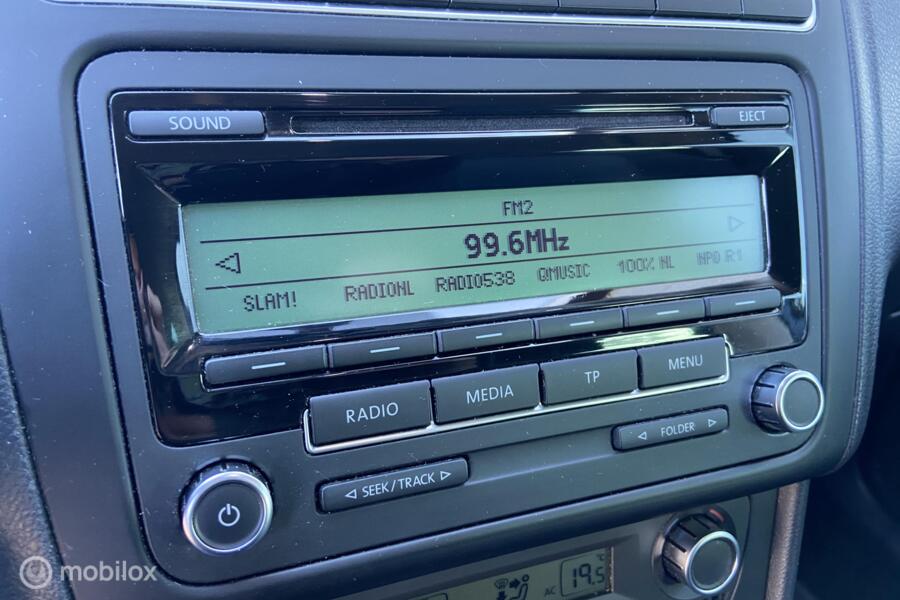 SOUND
EJECT
FM2
99.6MHz
SLAM! RADIONL RADIO538 QMUSIC 100% NL NPO R1
RADIO MEDIA TP MENU
FOLDER
SEEK/TRACK
AC 19.5 °C
mobilox